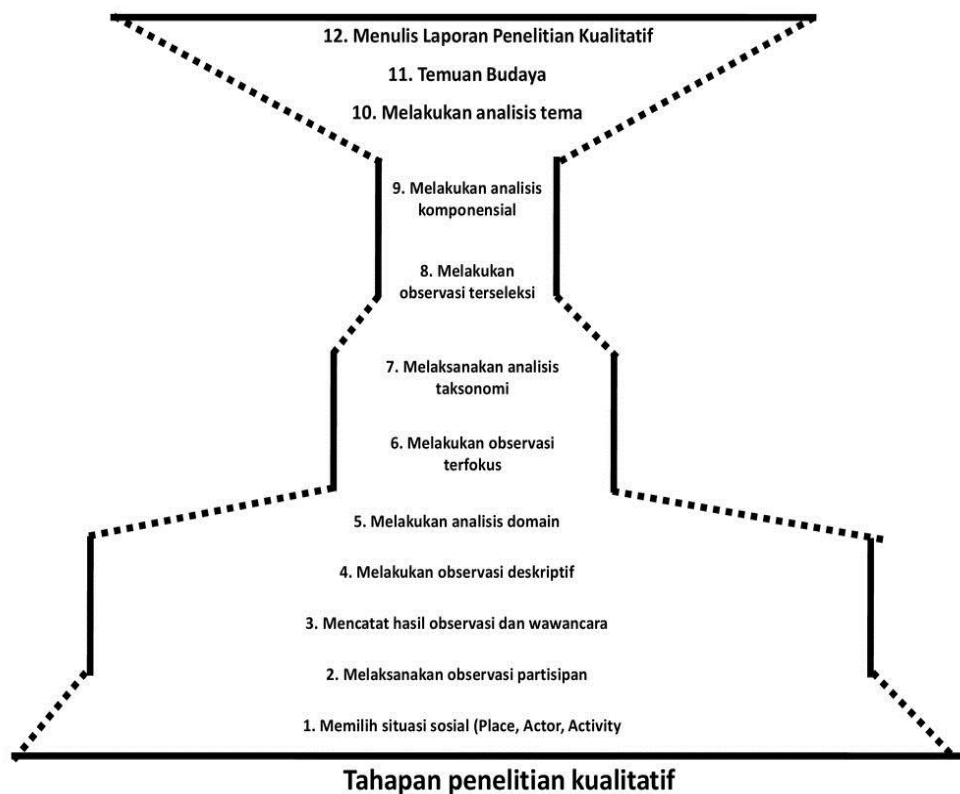 12. Menulis Laporan Penelitian Kualitatif
11. Temuan Budaya
10. Melakukan analisis tema
9. Melakukan analisis
komponensial
8. Melakukan
observasi terseleksi
7. Melaksanakan analisis
taksonomi
6. Melakukan observasi
terfokus
5. Melakukan analisis domain
4. Melakukan observasi deskriptif
3. Mencatat hasil observasi dan wawancara
2. Melaksanakan observasi partisipan
1. Memilih situasi sosial (Place, Actor, Activity
Tahapan penelitian kualitatif